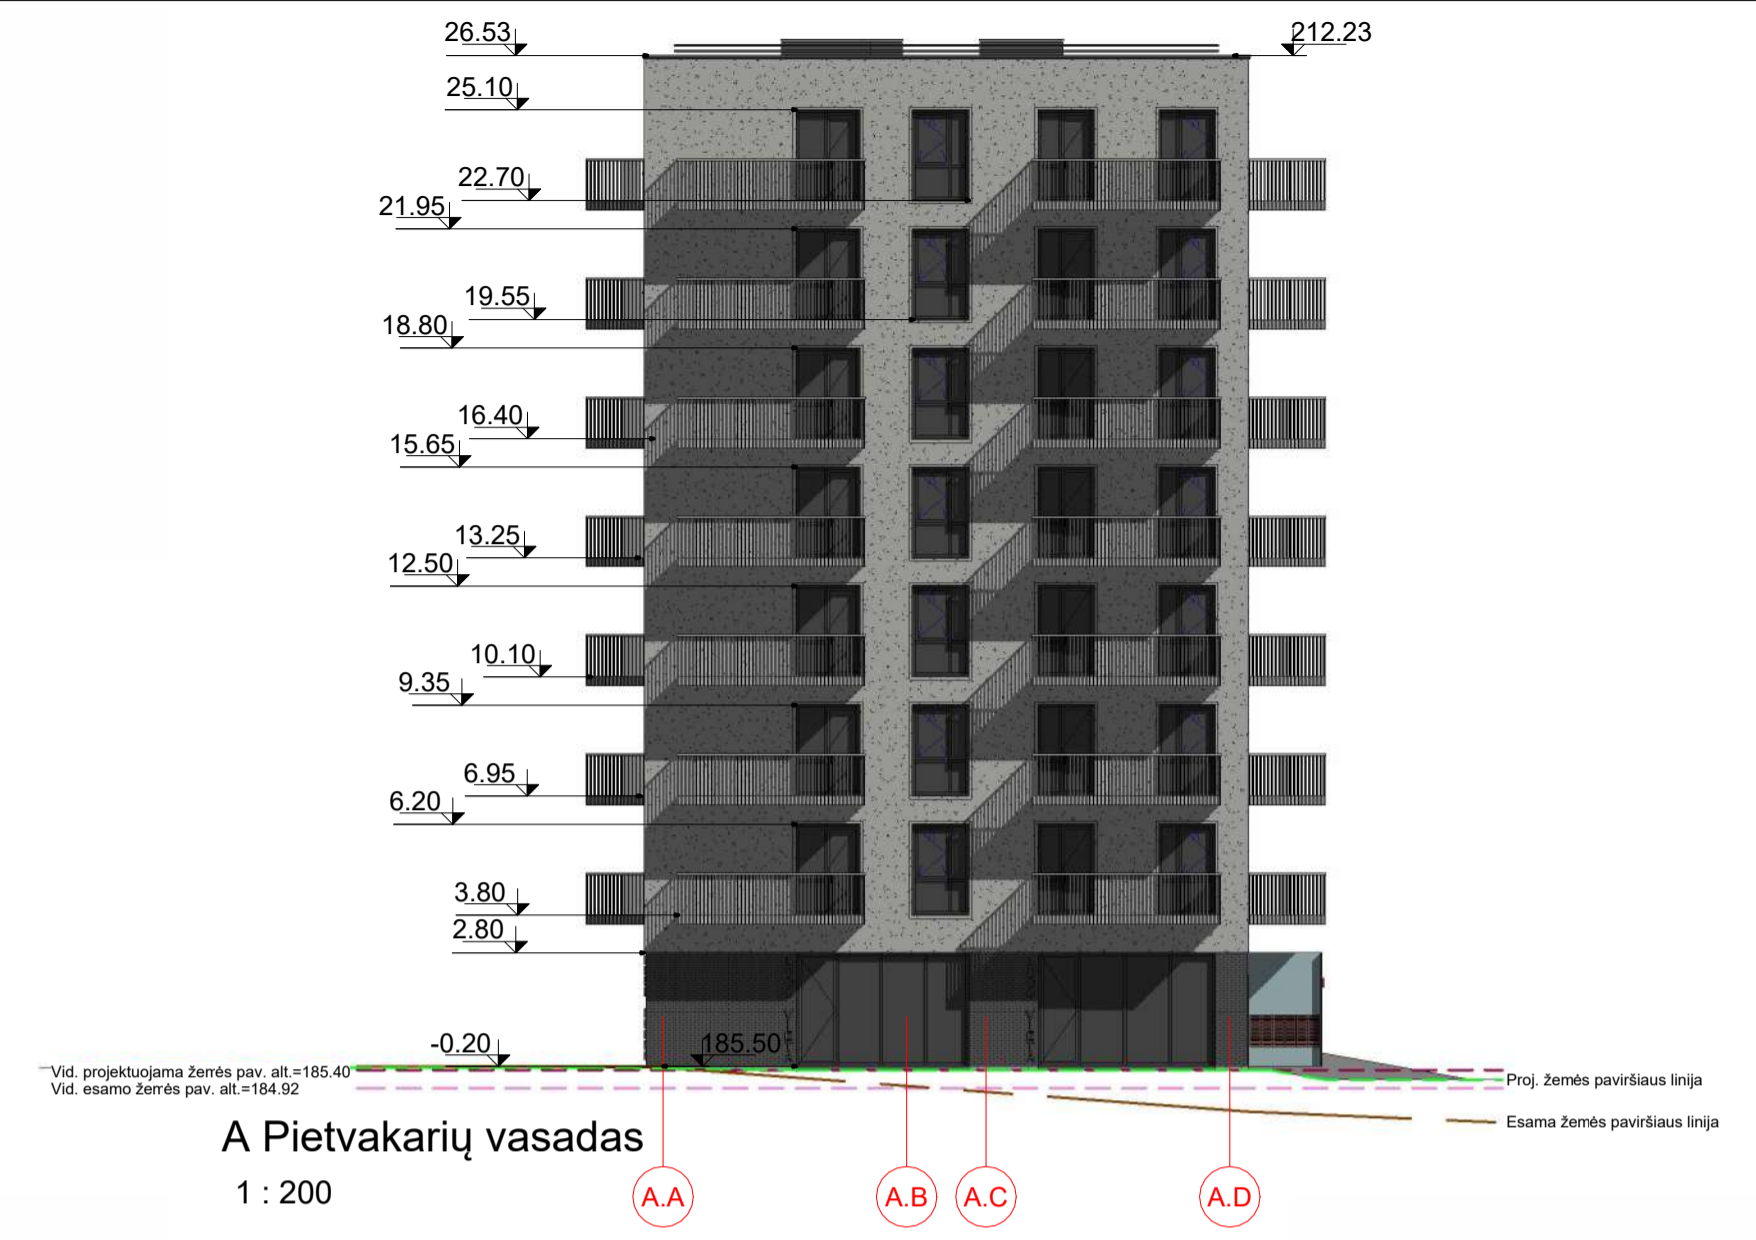 26.53
212.23
25.10
22.70
21.95
19.55
18.80
16.40
15.65
13.25
12.50
10.10
9.35
6.95
6.20
3.80
2.80
-0.20
185.50
Vid. projektuojama žemės pav. alt.=185.40
Vid. esamo žemės pav. alt.=184.92
Proj. žemės paviršiaus linija
Esama žemės paviršiaus linija
A Pietvakarių vasadas
1 : 200
A.A
A.B
A.C
A.D